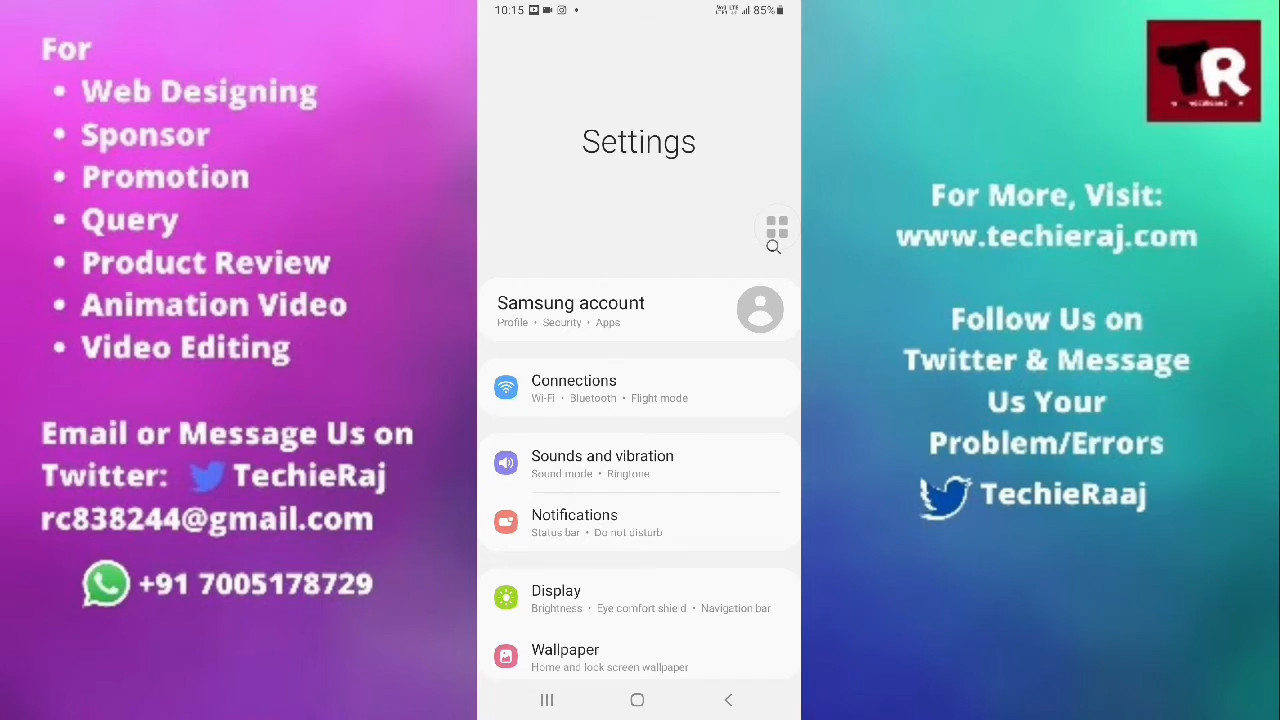 For
• Web Designing
• Sponsor
• Promotion
• Query
• Product Review
• Animation Video
• Video Editing
Email or Message Us on
Twitter: TechieRaj
rc838244@gmail.com
+91 7005178729
10:15
85%
Settings
Samsung account
Profile • Security • Apps
Connections
Wi-Fi • Bluetooth • Flight mode
Sounds and vibration
Sound mode • Ringtone
Notifications
Status bar • Do not disturb
Display
Brightness • Eye comfort shield • Navigation bar
Wallpaper
Home and lock screen wallpaper
TR
For More, Visit:
www.techieraj.com
Follow Us on
Twitter & Message
Us Your
Problem/Errors
TechieRaaj